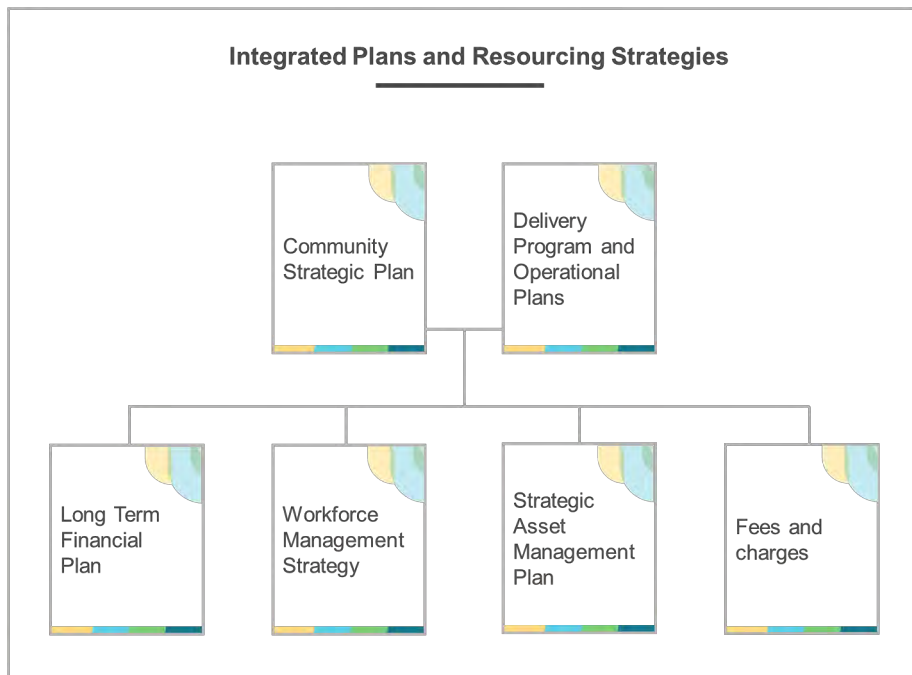 Integrated Plans and Resourcing Strategies
Community
Strategic Plan
Delivery
Program and
Operational
Plans
Long Term
Financial
Plan
Workforce
Management
Strategy
Strategic
Asset
Management
Plan
Fees and
charges